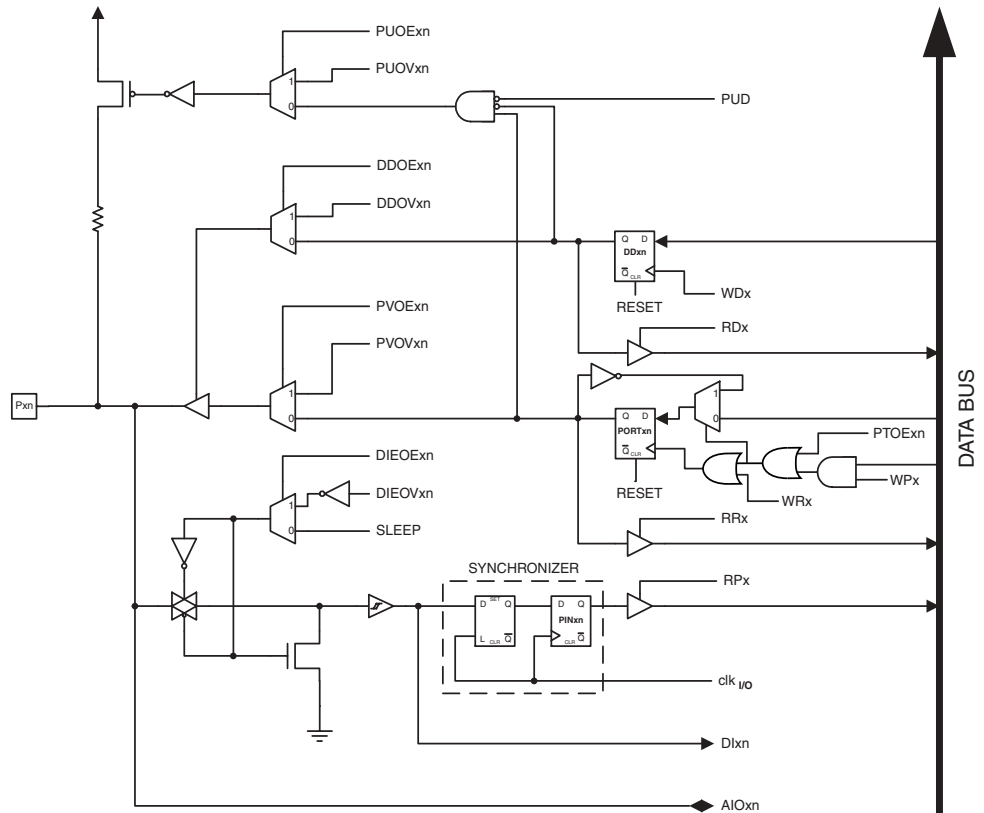 PUOExn
PUOVxn
1
0
PUD
DDOExn
DDOVxn
1
0
Q D
DDxn
Q CLR
WDx
RESET
RDx
PVOExn
PVOVxn
1
0
Pxn
1
0
Q D
PORTxn
Q CLR
RESET
PTOExn
WPx
WRx
RRx
DATA BUS
DIEOExn
DIEOVxn
1
0
SLEEP
SYNCHRONIZER
D SET Q
L CLR Q
D Q
PINxn
CLR Q
RPx
clk I/O
DIxn
AIOxn